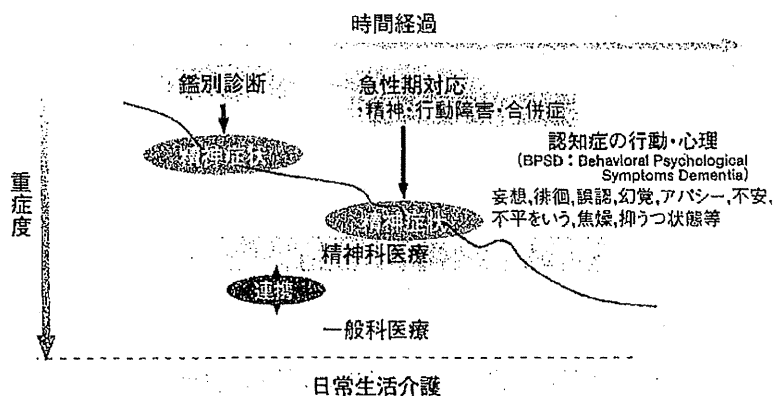 時間経過
鑑別診断
急性期対応
・精神・行動障害・合併症
精神症状
認知症の行動・心理
(BPSD：Behavioral Psychological
Symptoms Dementia)
妄想,徘徊,誤認,幻覚,アパシー,不安,
不平をいう,焦燥,抑うつ状態等
重症度
精神症状
精神科医療
連携
一般科医療
日常生活介護